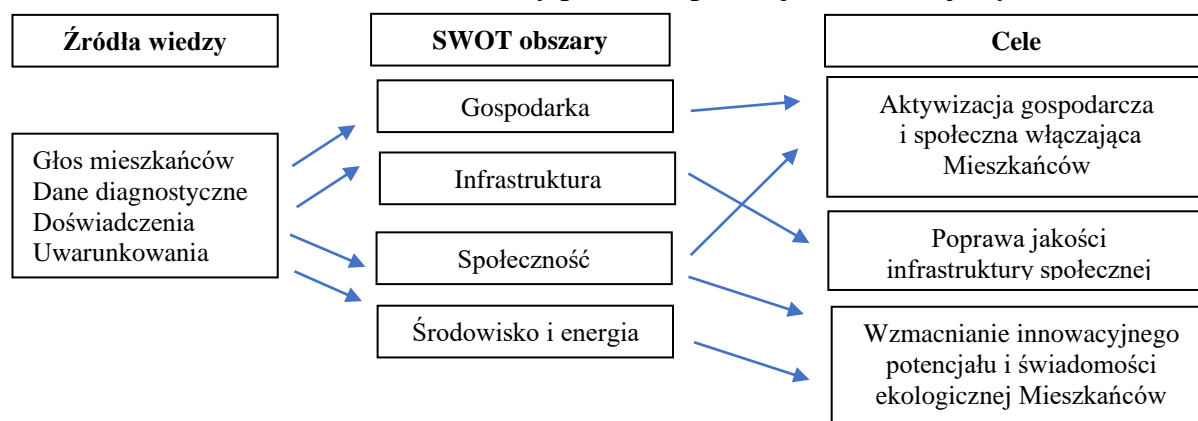 Źródła wiedzy
SWOT obszary
Cele
Głos mieszkańców
Dane diagnostyczne
Doświadczenia
Uwarunkowania
Gospodarka
Infrastruktura
Społeczność
Środowisko i energia
Aktywizacja gospodarcza
i społeczna włączająca
Mieszkańców
Poprawa jakości
infrastruktury społecznej
Wzmacnianie innowacyjnego
potencjału i świadomości
ekologicznej Mieszkańców